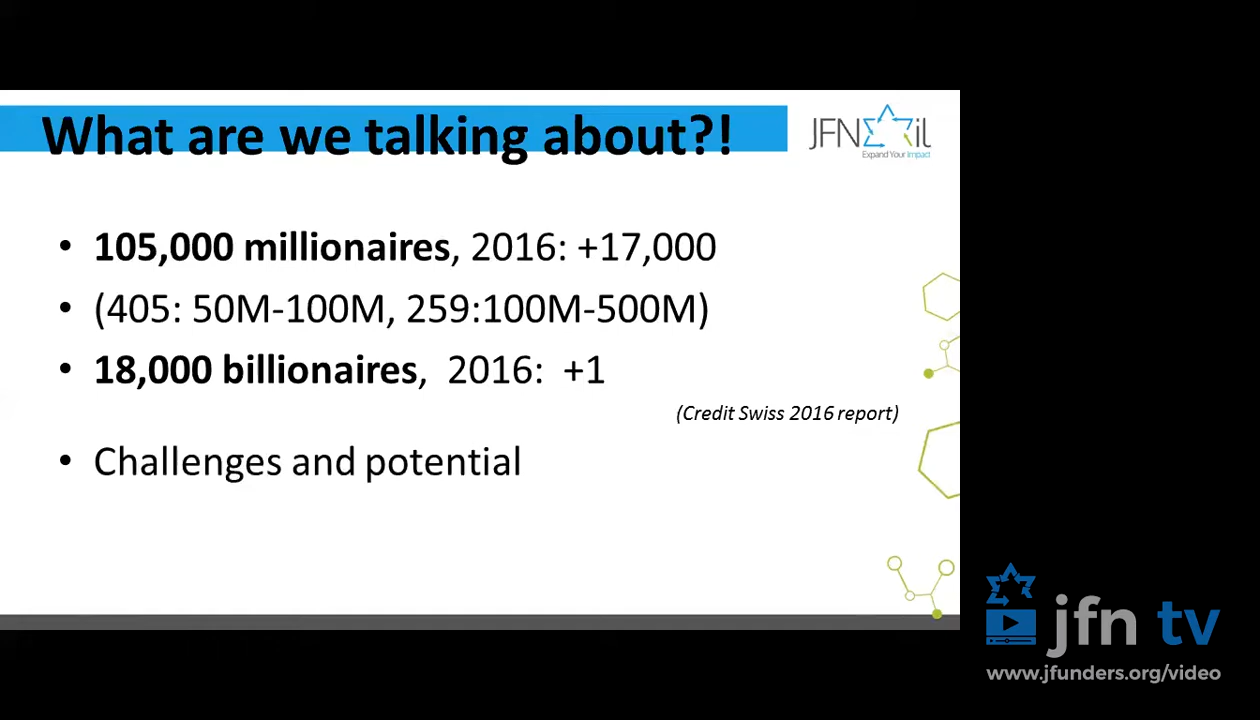 What are we talking about?!
JFN il
Expand Your Impact
• 105,000 millionaires, 2016: +17,000
• (405: 50M-100M, 259:100M-500M)
• 18,000 billionaires, 2016: +1
(Credit Swiss 2016 report)
• Challenges and potential
jfn tv
www.jfunders.org/video